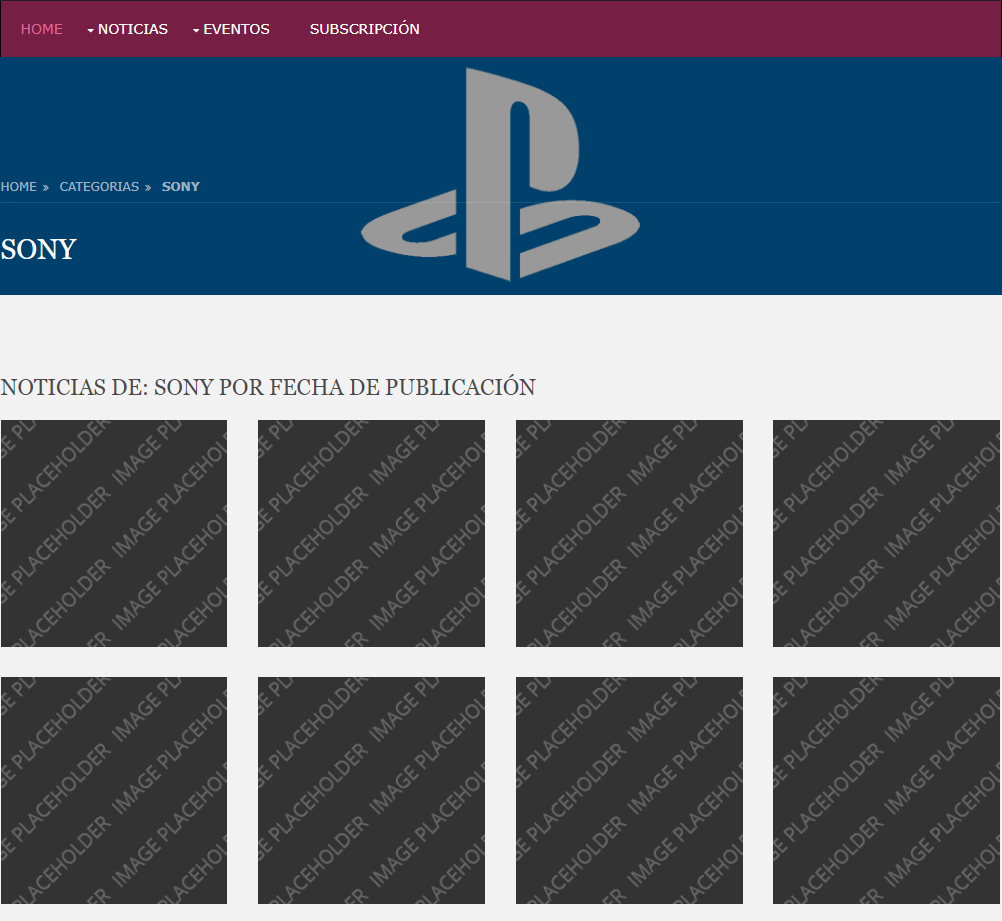 HOME NOTICIAS EVENTOS SUBSCRIPCIÓN
HOME » CATEGORIAS » SONY
SONY
NOTICIAS DE: SONY POR FECHA DE PUBLICACIÓN
IMAGE PLACEHOLDER IMAGE PLACEHOLDER IMAGE PLACEHOLDER IMAGE PLACEHOLDER
IMAGE PLACEHOLDER IMAGE PLACEHOLDER IMAGE PLACEHOLDER IMAGE PLACEHOLDER